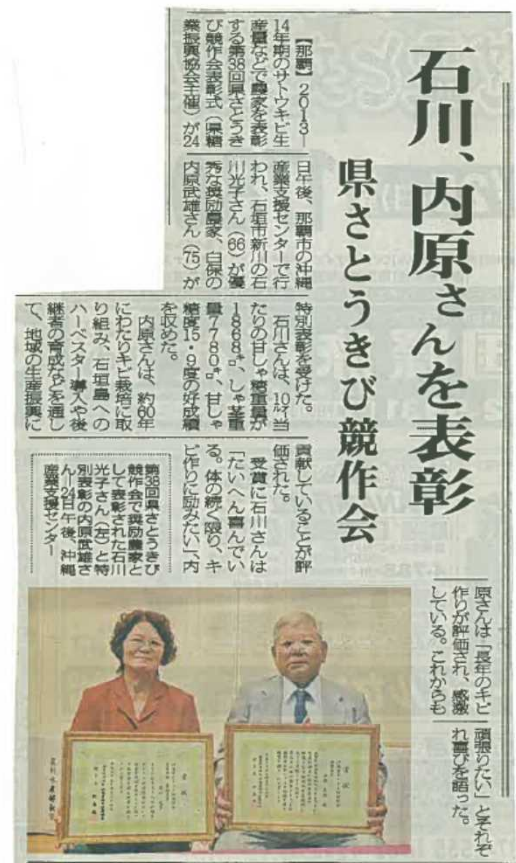 石川、内原さんを表彰
県さとうきび競作会
【那覇】2013―
14年期のサトウキビ生
産量などで農家を表彰
する第38回県さとうき
び競作会表彰式（県糖
業振興協会主催）が24
日午後、那覇市の沖縄
産業支援センターで行
われ、石垣市新川の石
川光子さん（66）が優
秀な奨励農家、白保の
内原武雄さん（75）が
特別表彰を受けた。
石川さんは、10㌃当
たりの甘しゃ糖重量が
1868㌔、しゃ茎重
量7780㌔、甘しゃ
糖度15・9度の好成績
を収めた。
内原さんは、約60年
にわたりキビ栽培に取
り組み、石垣島への
ハーベスター導入や後
継者の育成などを通し
て、地域の生産振興に
貢献していることが評
価された。
受賞に石川さんは
「たいへん喜んでい
る。体の続く限り、キ
ビ作りに励みたい」、内
原さんは「長年のキビ
作りが評価され、感激
している。これからも
頑張りたい」とそれぞ
れ喜びを語った。
第38回県さとうきび
競作会で奨励農家と
して表彰された石川
光子さん（左）と特
別表彰の内原武雄さ
ん―24日午後、沖縄
産業支援センター
賞状
賞状